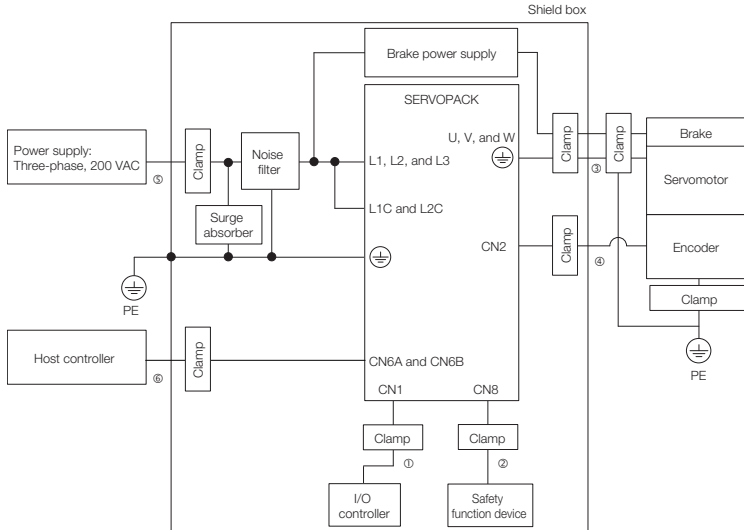 Shield box
Brake power supply
SERVOPACK
U, V, and W
Power supply:
Three-phase, 200 VAC
⑤
Clamp
Noise
filter
L1, L2, and L3
Clamp
③
Clamp
Brake
Servomotor
Surge
absorber
L1C and L2C
CN2
Clamp
④
Encoder
Clamp
PE
PE
Host controller
⑥
Clamp
CN6A and CN6B
CN1
CN8
Clamp
①
Clamp
②
I/O
controller
Safety
function device